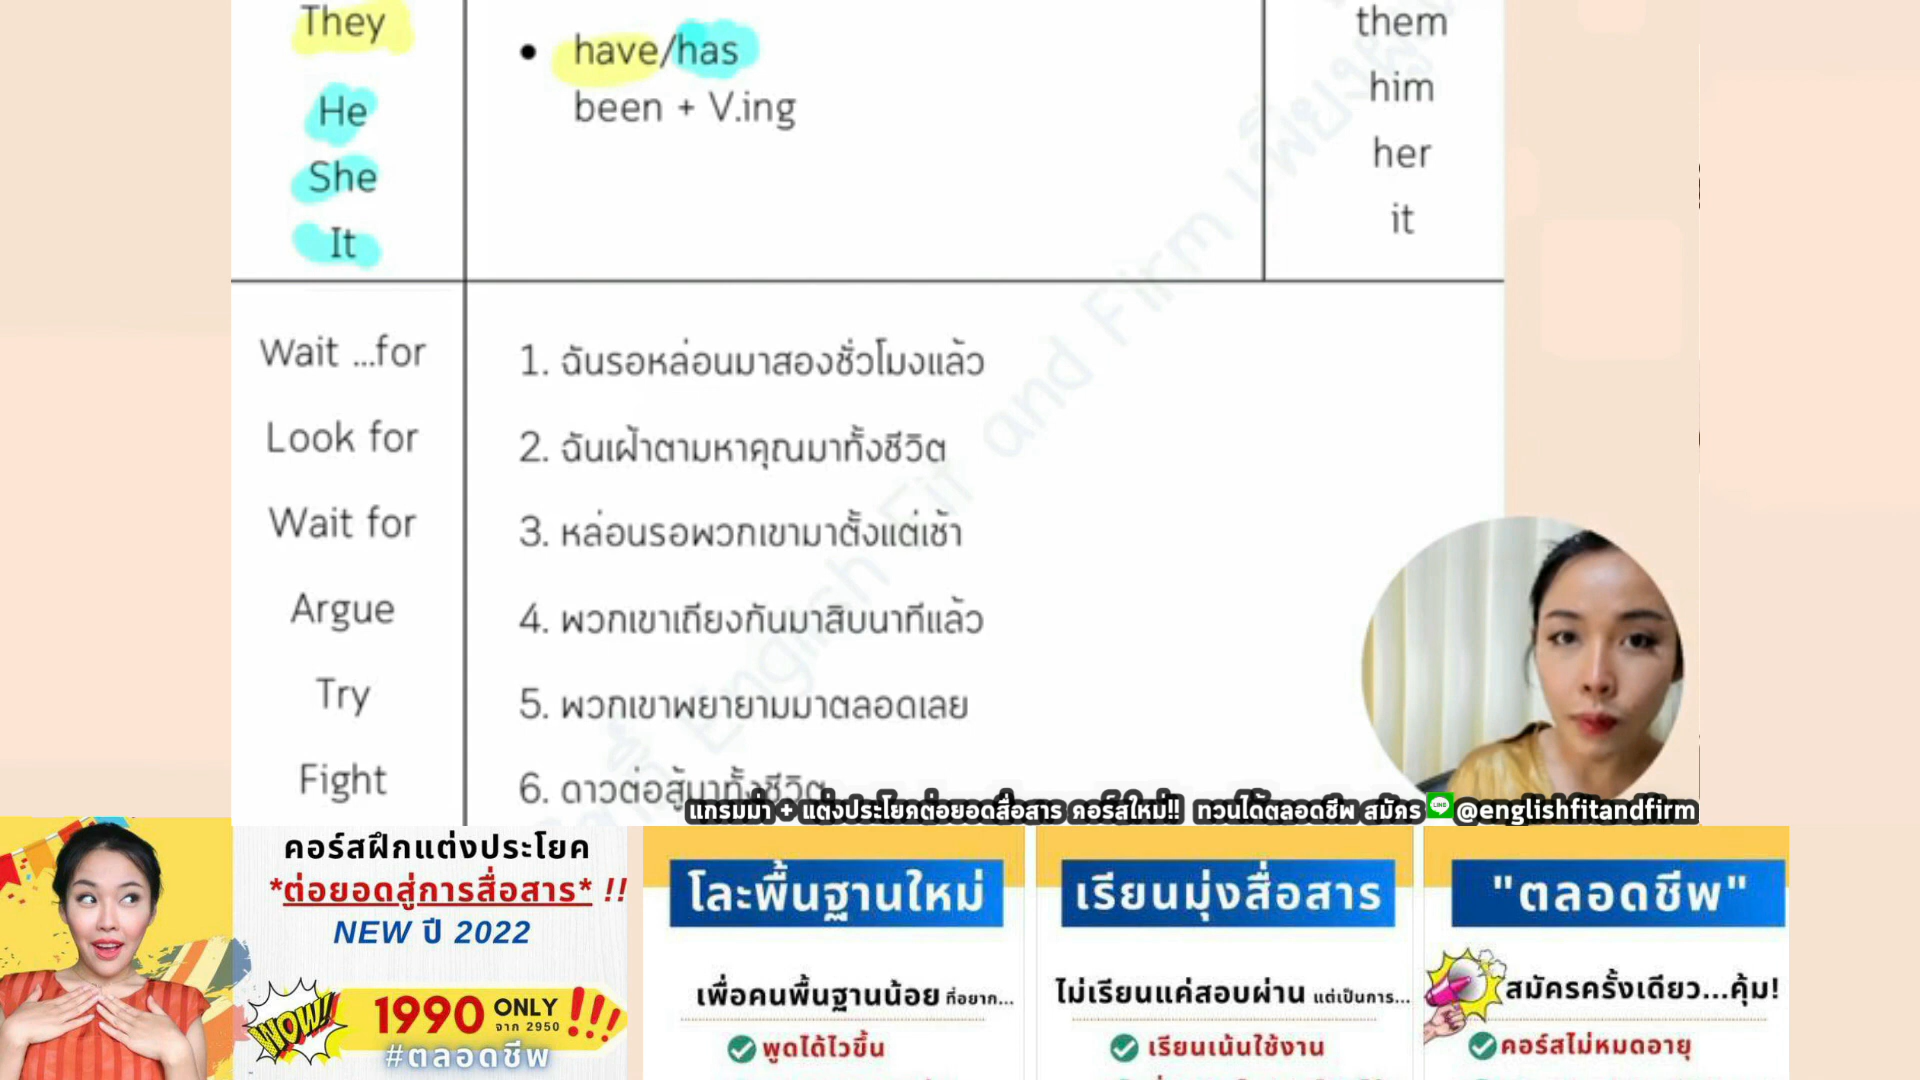 They
have/has
been + V.ing
them
him
her
it
He
She
It
Wait ...for
1. ฉันรอหล่อนมาสองชั่วโมงแล้ว
Look for
2. ฉันเฝ้าตามหาคุณมาทั้งชีวิต
Wait for
3. หล่อนรอพวกเขามาตั้งแต่เช้า
Argue
4. พวกเขาเถียงกันมาสิบนาทีแล้ว
Try
5. พวกเขาพยายามมาตลอดเลย
Fight
6. ดาวต่อสู้มาทั้งชีวิต
English Fit and Firm
แกรมม่า + แต่งประโยคต่อยอดสื่อสาร คอร์สใหม่!! ทวนได้ตลอดชีพ สมัคร LINE @englishfitandfirm
คอร์สฝึกแต่งประโยค
*ต่อยอดสู่การสื่อสาร* !!
NEW ปี 2022
WOW!!
1990 ONLY !!!
จาก 2950
#ตลอดชีพ
โละพื้นฐานใหม่
เพื่อคนพื้นฐานน้อย ที่อยาก...
พูดได้ไวขึ้น
เรียนมุ่งสื่อสาร
ไม่เรียนแค่สอบผ่าน แต่เป็นการ...
เรียนเน้นใช้งาน
"ตลอดชีพ"
สมัครครั้งเดียว...คุ้ม!
คอร์สไม่หมดอายุ